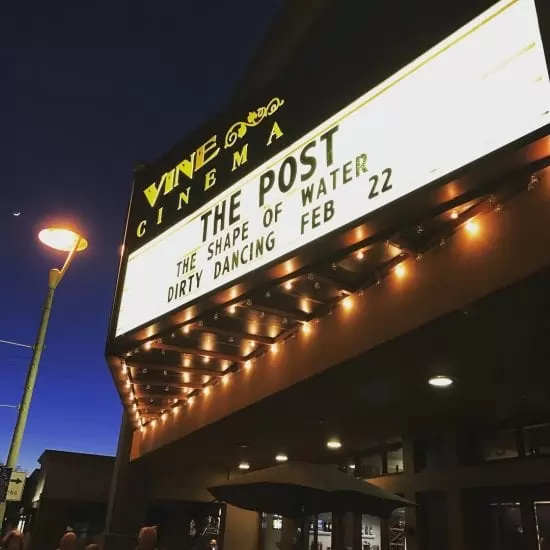 VINE
CINEMA
THE POST
THE SHAPE OF WATER
DIRTY DANCING FEB 22